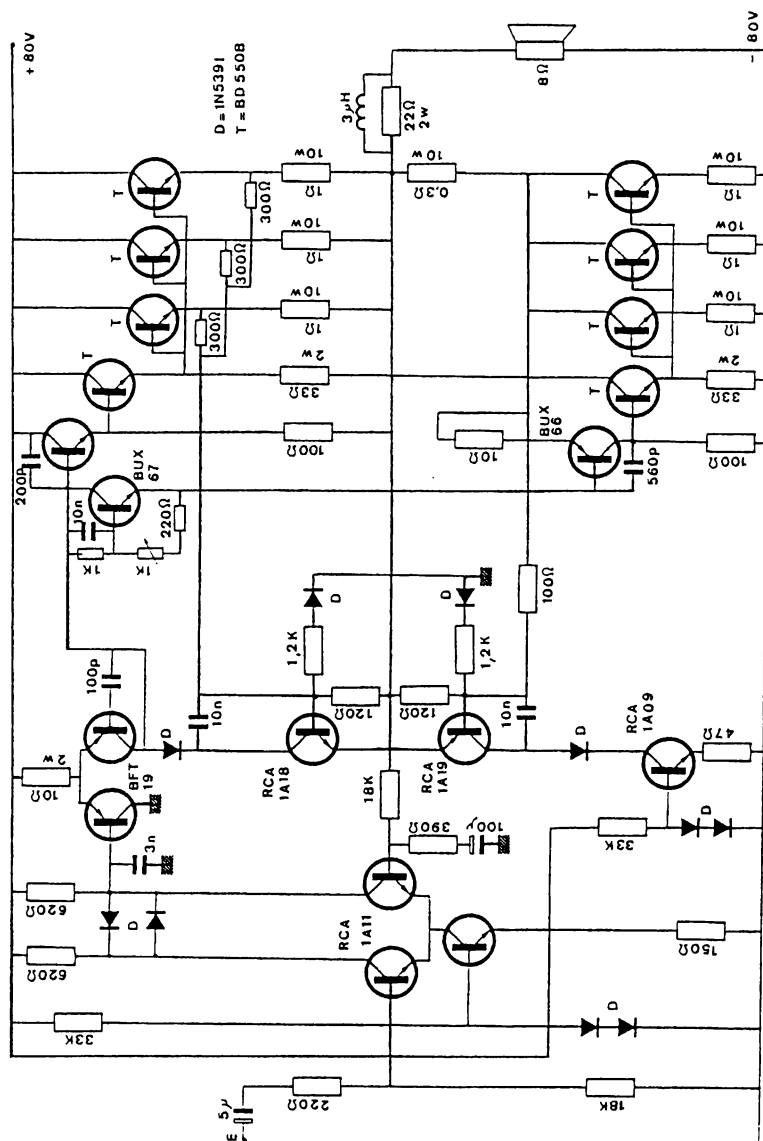 + 80V
- 80V
D = 1N5391
T = BD 550B
3µH
22Ω
2w
8Ω
T
T
T
T
10w
1Ω
10w
1Ω
10w
1Ω
300Ω
300Ω
300Ω
2w
33Ω
100Ω
10w
0,3Ω
T
T
T
T
10w
1Ω
10w
1Ω
10w
1Ω
2w
33Ω
100Ω
560p
BUX
66
10Ω
200p
BUX
67
10n
1K
1K
220Ω
100p
D
D
1,2K
1,2K
100Ω
120Ω
120Ω
10n
10n
D
D
2w
10Ω
BFT
19
3n
RCA
1A18
RCA
1A19
RCA
1A09
47Ω
18K
390Ω
100µ
33K
D
620Ω
620Ω
D
RCA
1A11
150Ω
33K
D
5µ
E
220Ω
18K